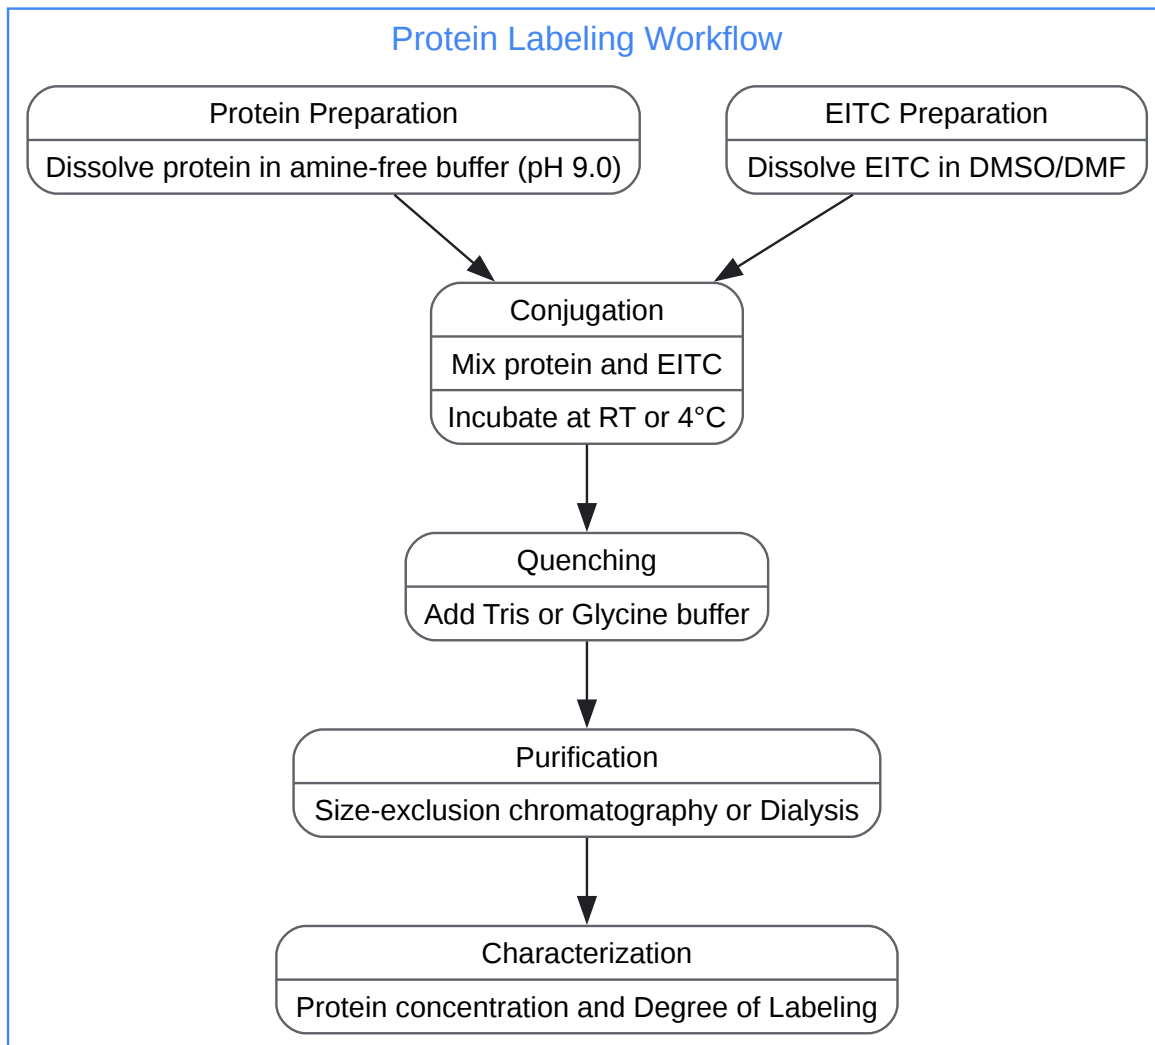 Protein Labeling Workflow
Protein Preparation
Dissolve protein in amine-free buffer (pH 9.0)
EITC Preparation
Dissolve EITC in DMSO/DMF
Conjugation
Mix protein and EITC
Incubate at RT or 4°C
Quenching
Add Tris or Glycine buffer
Purification
Size-exclusion chromatography or Dialysis
Characterization
Protein concentration and Degree of Labeling